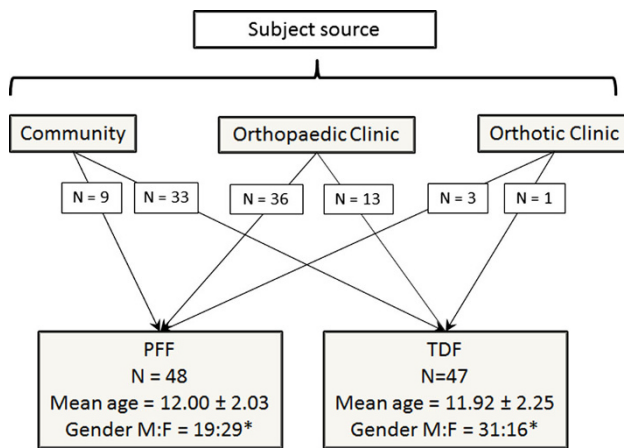 Subject source
Community
Orthopaedic Clinic
Orthotic Clinic
N = 9
N = 33
N = 36
N = 13
N = 3
N = 1
PFF
N = 48
Mean age = 12.00 ± 2.03
Gender M:F = 19:29*
TDF
N=47
Mean age = 11.92 ± 2.25
Gender M:F = 31:16*